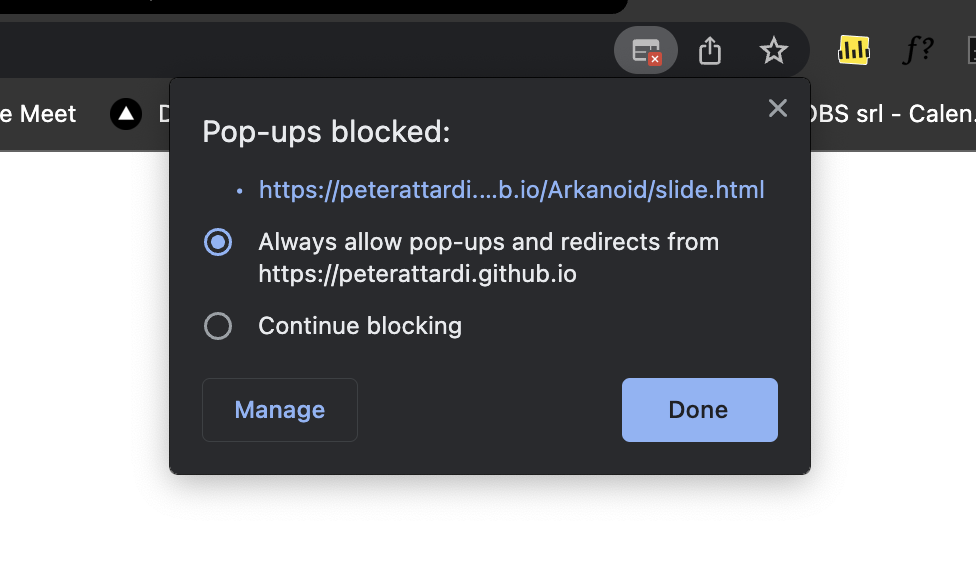 f?
e Meet
DBS srl - Calen.
Pop-ups blocked:
• https://peterattardi....b.io/Arkanoid/slide.html
Always allow pop-ups and redirects from
https://peterattardi.github.io
Continue blocking
Manage
Done